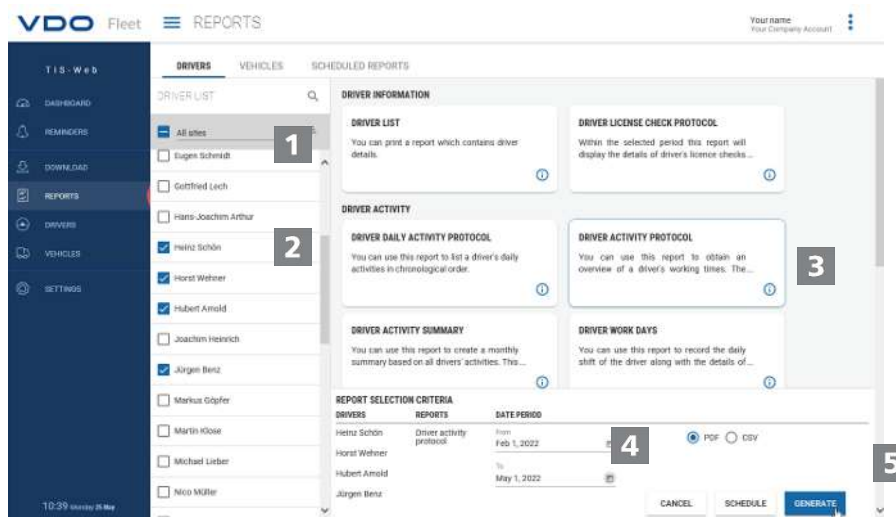 VDO Fleet
REPORTS
Your name
Your Company Account
TIS-Web
DASHBOARD
REMINDERS
DOWNLOAD
REPORTS
DRIVERS
VEHICLES
SETTINGS
10:39 Monday 25 May
DRIVERS VEHICLES SCHEDULED REPORTS
DRIVER LIST
All sites
1
Eugen Schmidt
Gottfried Lech
Hans-Joachim Arthur
Heinz Schön
2
Horst Wehner
Hubert Arnold
Joachim Heinrich
Jürgen Benz
Markus Göpfer
Martin Klose
Michael Lieber
Nico Müller
DRIVER INFORMATION
DRIVER LIST
You can print a report which contains driver
details.
DRIVER LICENSE CHECK PROTOCOL
Within the selected period this report will
display the details of driver's licence checks...
DRIVER ACTIVITY
DRIVER DAILY ACTIVITY PROTOCOL
You can use this report to list a driver's daily
activities in chronological order.
DRIVER ACTIVITY PROTOCOL
You can use this report to obtain an
overview of a driver's working times. The...
3
DRIVER ACTIVITY SUMMARY
You can use this report to create a monthly
summary based on all drivers' activities. This...
DRIVER WORK DAYS
You can use this report to record the daily
shift of the driver along with the details of...
REPORT SELECTION CRITERIA
DRIVERS REPORTS DATE PERIOD
Heinz Schön
Horst Wehner
Hubert Arnold
Jürgen Benz
Driver activity
protocol
From
Feb 1, 2022
4
To
May 1, 2022
PDF CSV
5
CANCEL SCHEDULE GENERATE